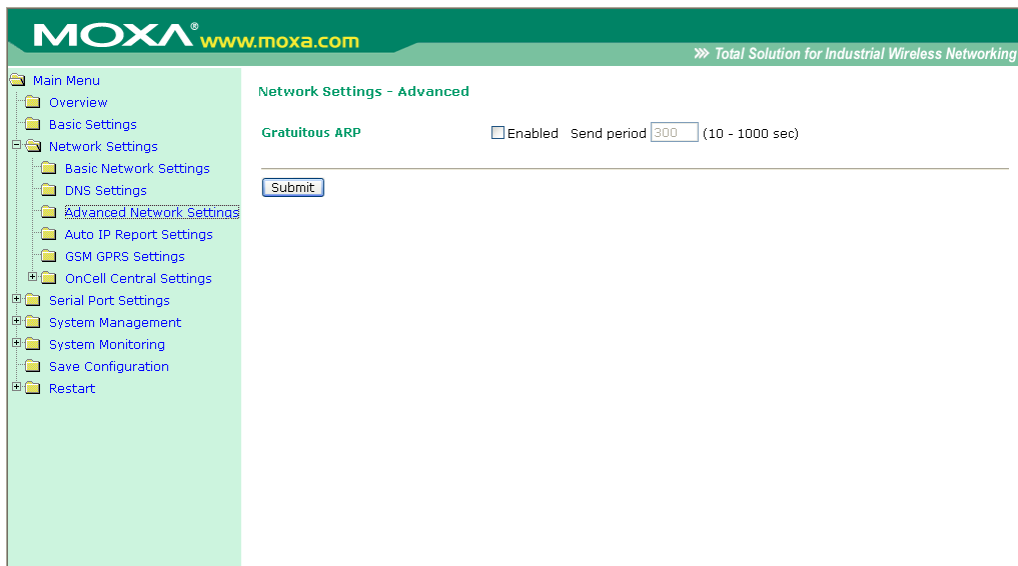 MOXA® www.moxa.com
››› Total Solution for Industrial Wireless Networking
Main Menu
Overview
Basic Settings
Network Settings
Basic Network Settings
DNS Settings
Advanced Network Settings
Auto IP Report Settings
GSM GPRS Settings
OnCell Central Settings
Serial Port Settings
System Management
System Monitoring
Save Configuration
Restart
Network Settings - Advanced
Gratuitous ARP Enabled Send period 300 (10 - 1000 sec)
Submit